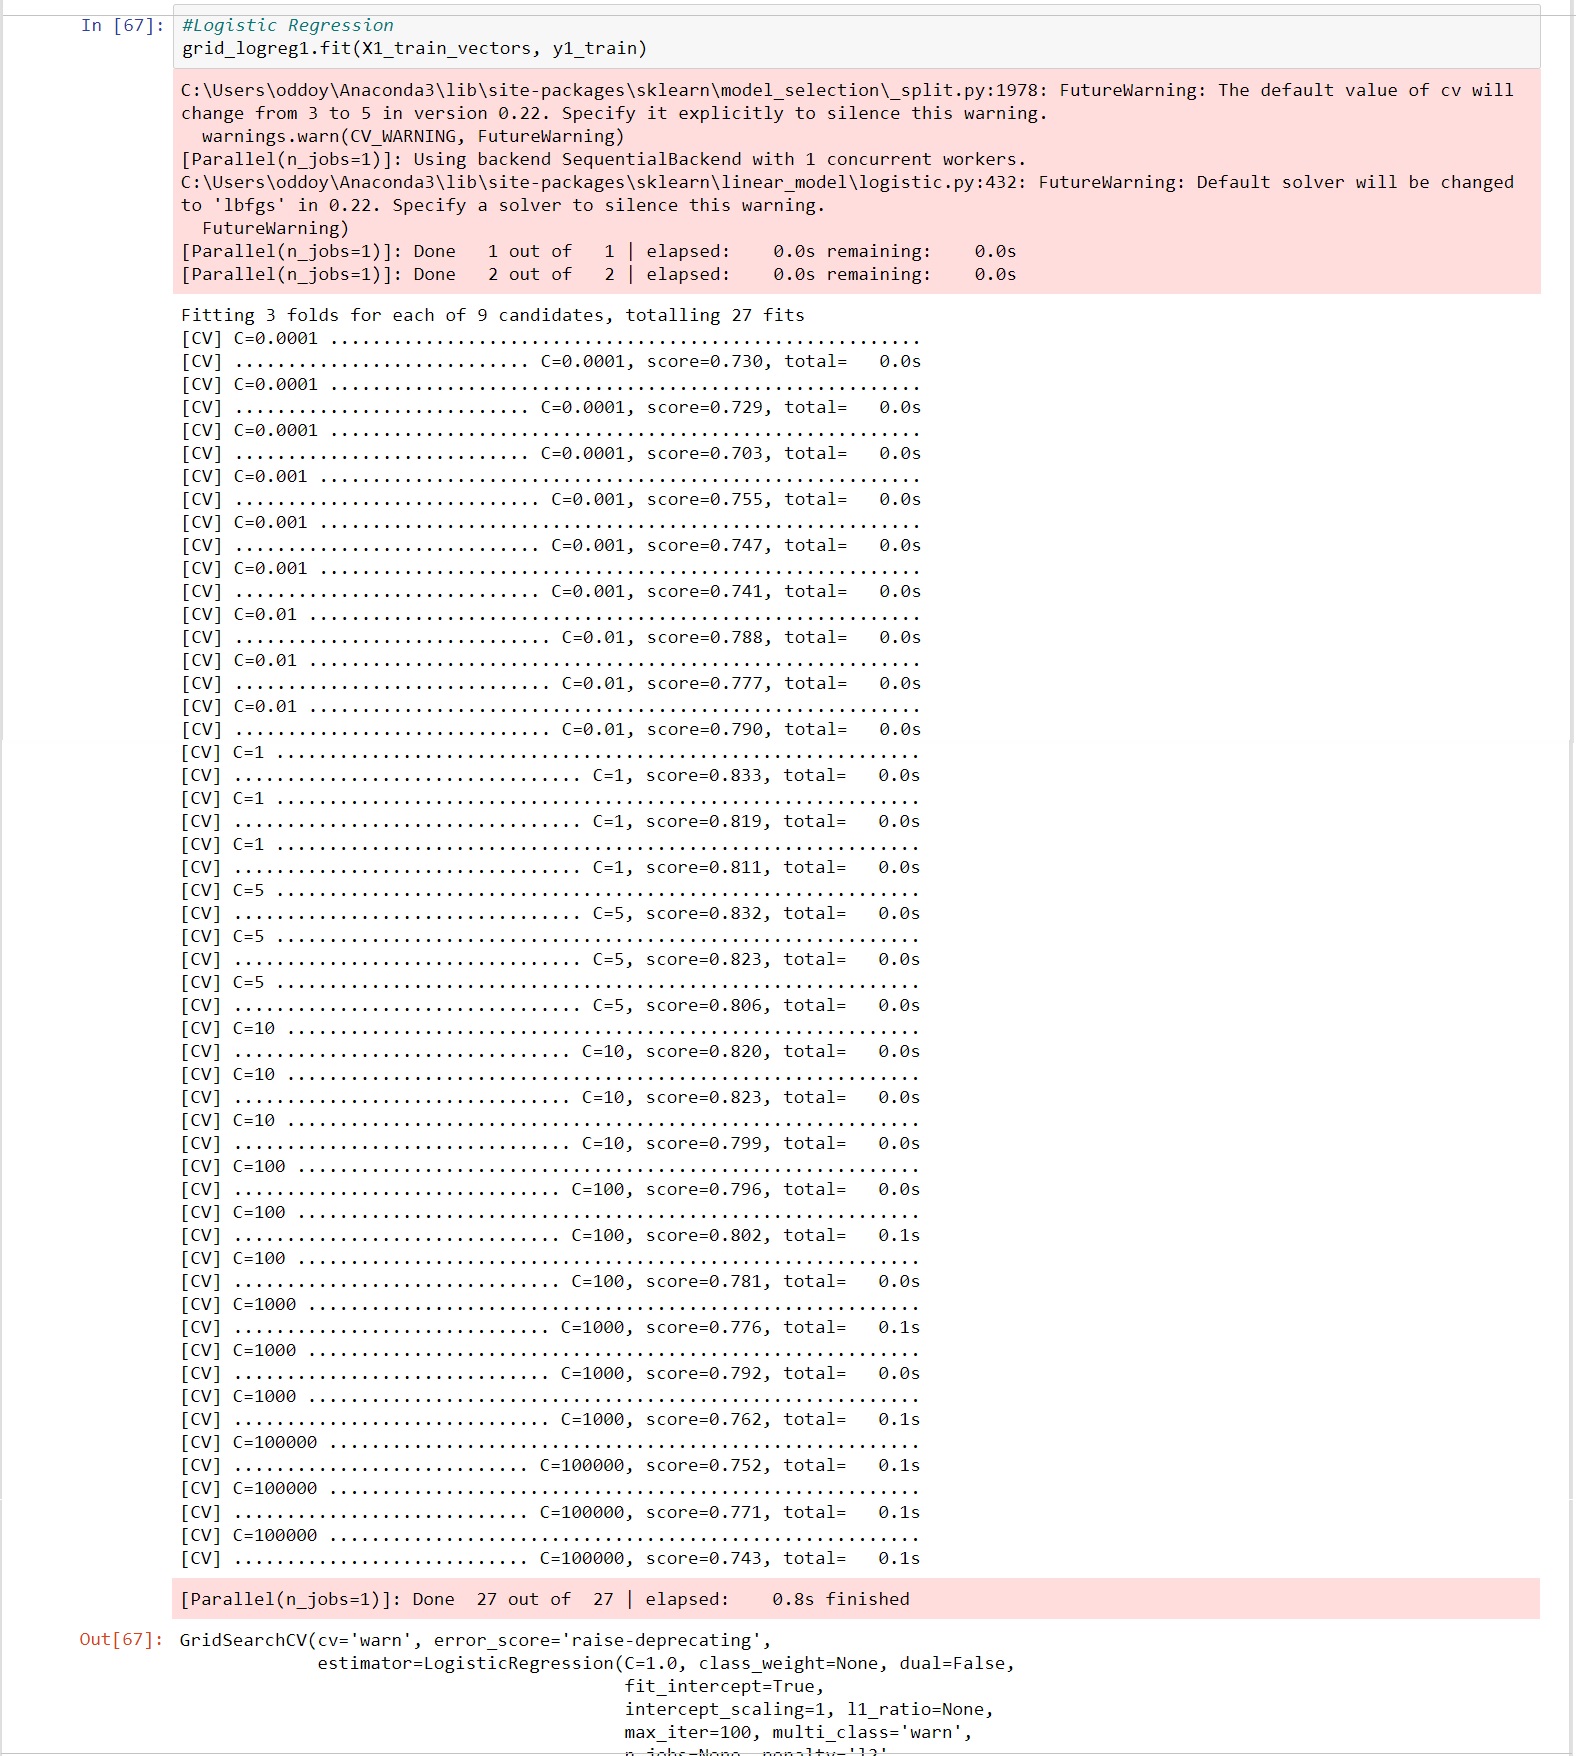 In [67]: #Logistic Regression
grid_logreg1.fit(X1_train_vectors, y1_train)
C:\Users\oddoy\Anaconda3\lib\site-packages\sklearn\model_selection\_split.py:1978: FutureWarning: The default value of cv will
change from 3 to 5 in version 0.22. Specify it explicitly to silence this warning.
  warnings.warn(CV_WARNING, FutureWarning)
[Parallel(n_jobs=1)]: Using backend SequentialBackend with 1 concurrent workers.
C:\Users\oddoy\Anaconda3\lib\site-packages\sklearn\linear_model\logistic.py:432: FutureWarning: Default solver will be changed
to 'lbfgs' in 0.22. Specify a solver to silence this warning.
  FutureWarning)
[Parallel(n_jobs=1)]: Done   1 out of   1 | elapsed:    0.0s remaining:    0.0s
[Parallel(n_jobs=1)]: Done   2 out of   2 | elapsed:    0.0s remaining:    0.0s
Fitting 3 folds for each of 9 candidates, totalling 27 fits
[CV] C=0.0001 ........................................................
[CV] ............................ C=0.0001, score=0.730, total=   0.0s
[CV] C=0.0001 ........................................................
[CV] ............................ C=0.0001, score=0.729, total=   0.0s
[CV] C=0.0001 ........................................................
[CV] ............................ C=0.0001, score=0.703, total=   0.0s
[CV] C=0.001 .........................................................
[CV] ............................. C=0.001, score=0.755, total=   0.0s
[CV] C=0.001 .........................................................
[CV] ............................. C=0.001, score=0.747, total=   0.0s
[CV] C=0.001 .........................................................
[CV] ............................. C=0.001, score=0.741, total=   0.0s
[CV] C=0.01 ..........................................................
[CV] .............................. C=0.01, score=0.788, total=   0.0s
[CV] C=0.01 ..........................................................
[CV] .............................. C=0.01, score=0.777, total=   0.0s
[CV] C=0.01 ..........................................................
[CV] .............................. C=0.01, score=0.790, total=   0.0s
[CV] C=1 .............................................................
[CV] ................................. C=1, score=0.833, total=   0.0s
[CV] C=1 .............................................................
[CV] ................................. C=1, score=0.819, total=   0.0s
[CV] C=1 .............................................................
[CV] ................................. C=1, score=0.811, total=   0.0s
[CV] C=5 .............................................................
[CV] ................................. C=5, score=0.832, total=   0.0s
[CV] C=5 .............................................................
[CV] ................................. C=5, score=0.823, total=   0.0s
[CV] C=5 .............................................................
[CV] ................................. C=5, score=0.806, total=   0.0s
[CV] C=10 ............................................................
[CV] ................................ C=10, score=0.820, total=   0.0s
[CV] C=10 ............................................................
[CV] ................................ C=10, score=0.823, total=   0.0s
[CV] C=10 ............................................................
[CV] ................................ C=10, score=0.799, total=   0.0s
[CV] C=100 ...........................................................
[CV] ............................... C=100, score=0.796, total=   0.0s
[CV] C=100 ...........................................................
[CV] ............................... C=100, score=0.802, total=   0.1s
[CV] C=100 ...........................................................
[CV] ............................... C=100, score=0.781, total=   0.0s
[CV] C=1000 ..........................................................
[CV] .............................. C=1000, score=0.776, total=   0.1s
[CV] C=1000 ..........................................................
[CV] .............................. C=1000, score=0.792, total=   0.0s
[CV] C=1000 ..........................................................
[CV] .............................. C=1000, score=0.762, total=   0.1s
[CV] C=100000 ........................................................
[CV] ............................ C=100000, score=0.752, total=   0.1s
[CV] C=100000 ........................................................
[CV] ............................ C=100000, score=0.771, total=   0.1s
[CV] C=100000 ........................................................
[CV] ............................ C=100000, score=0.743, total=   0.1s
[Parallel(n_jobs=1)]: Done  27 out of  27 | elapsed:    0.8s finished
Out[67]: GridSearchCV(cv='warn', error_score='raise-deprecating',
             estimator=LogisticRegression(C=1.0, class_weight=None, dual=False,
                                          fit_intercept=True,
                                          intercept_scaling=1, l1_ratio=None,
                                          max_iter=100, multi_class='warn',
                                          n_jobs=None, penalty='l2',